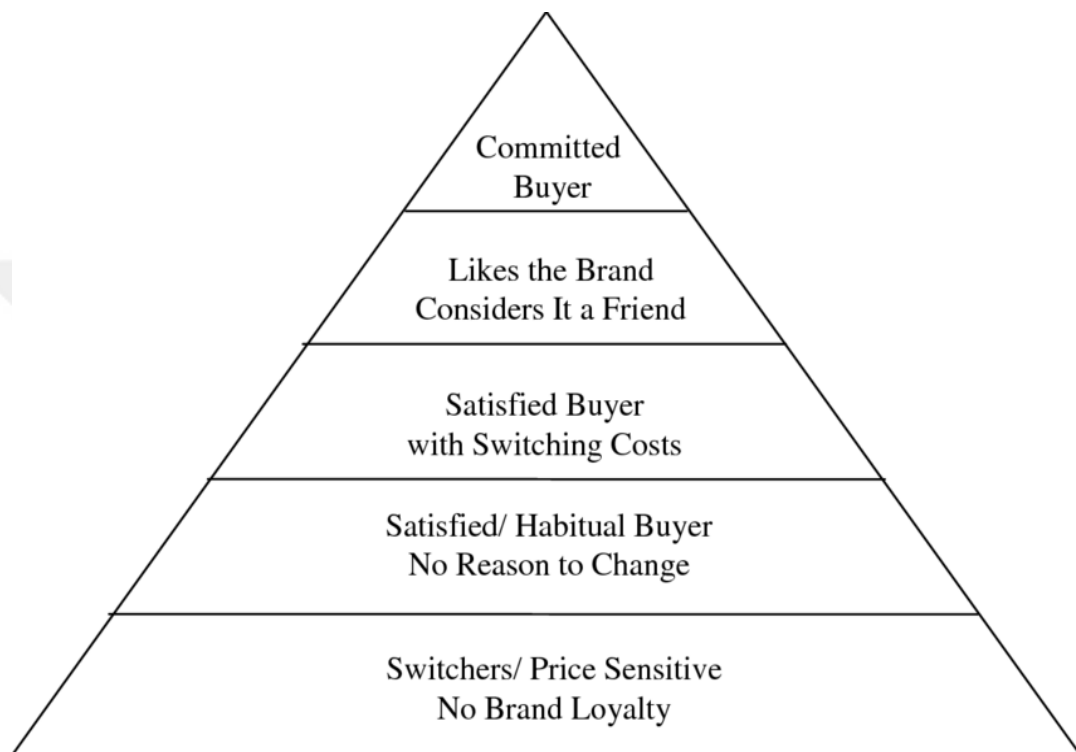 Committed
Buyer
Likes the Brand
Considers It a Friend
Satisfied Buyer
with Switching Costs
Satisfied/ Habitual Buyer
No Reason to Change
Switchers/ Price Sensitive
No Brand Loyalty